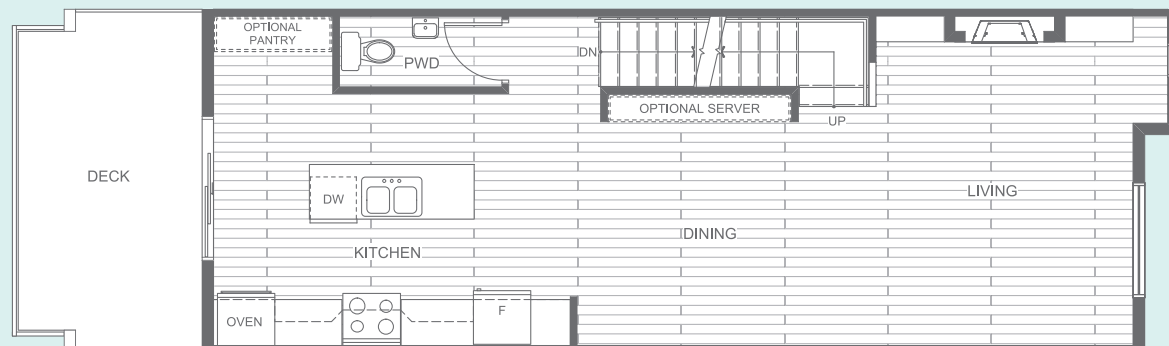 OPTIONAL
PANTRY
PWD
DN
OPTIONAL SERVER
UP
DECK
DW
LIVING
DINING
KITCHEN
OVEN
F